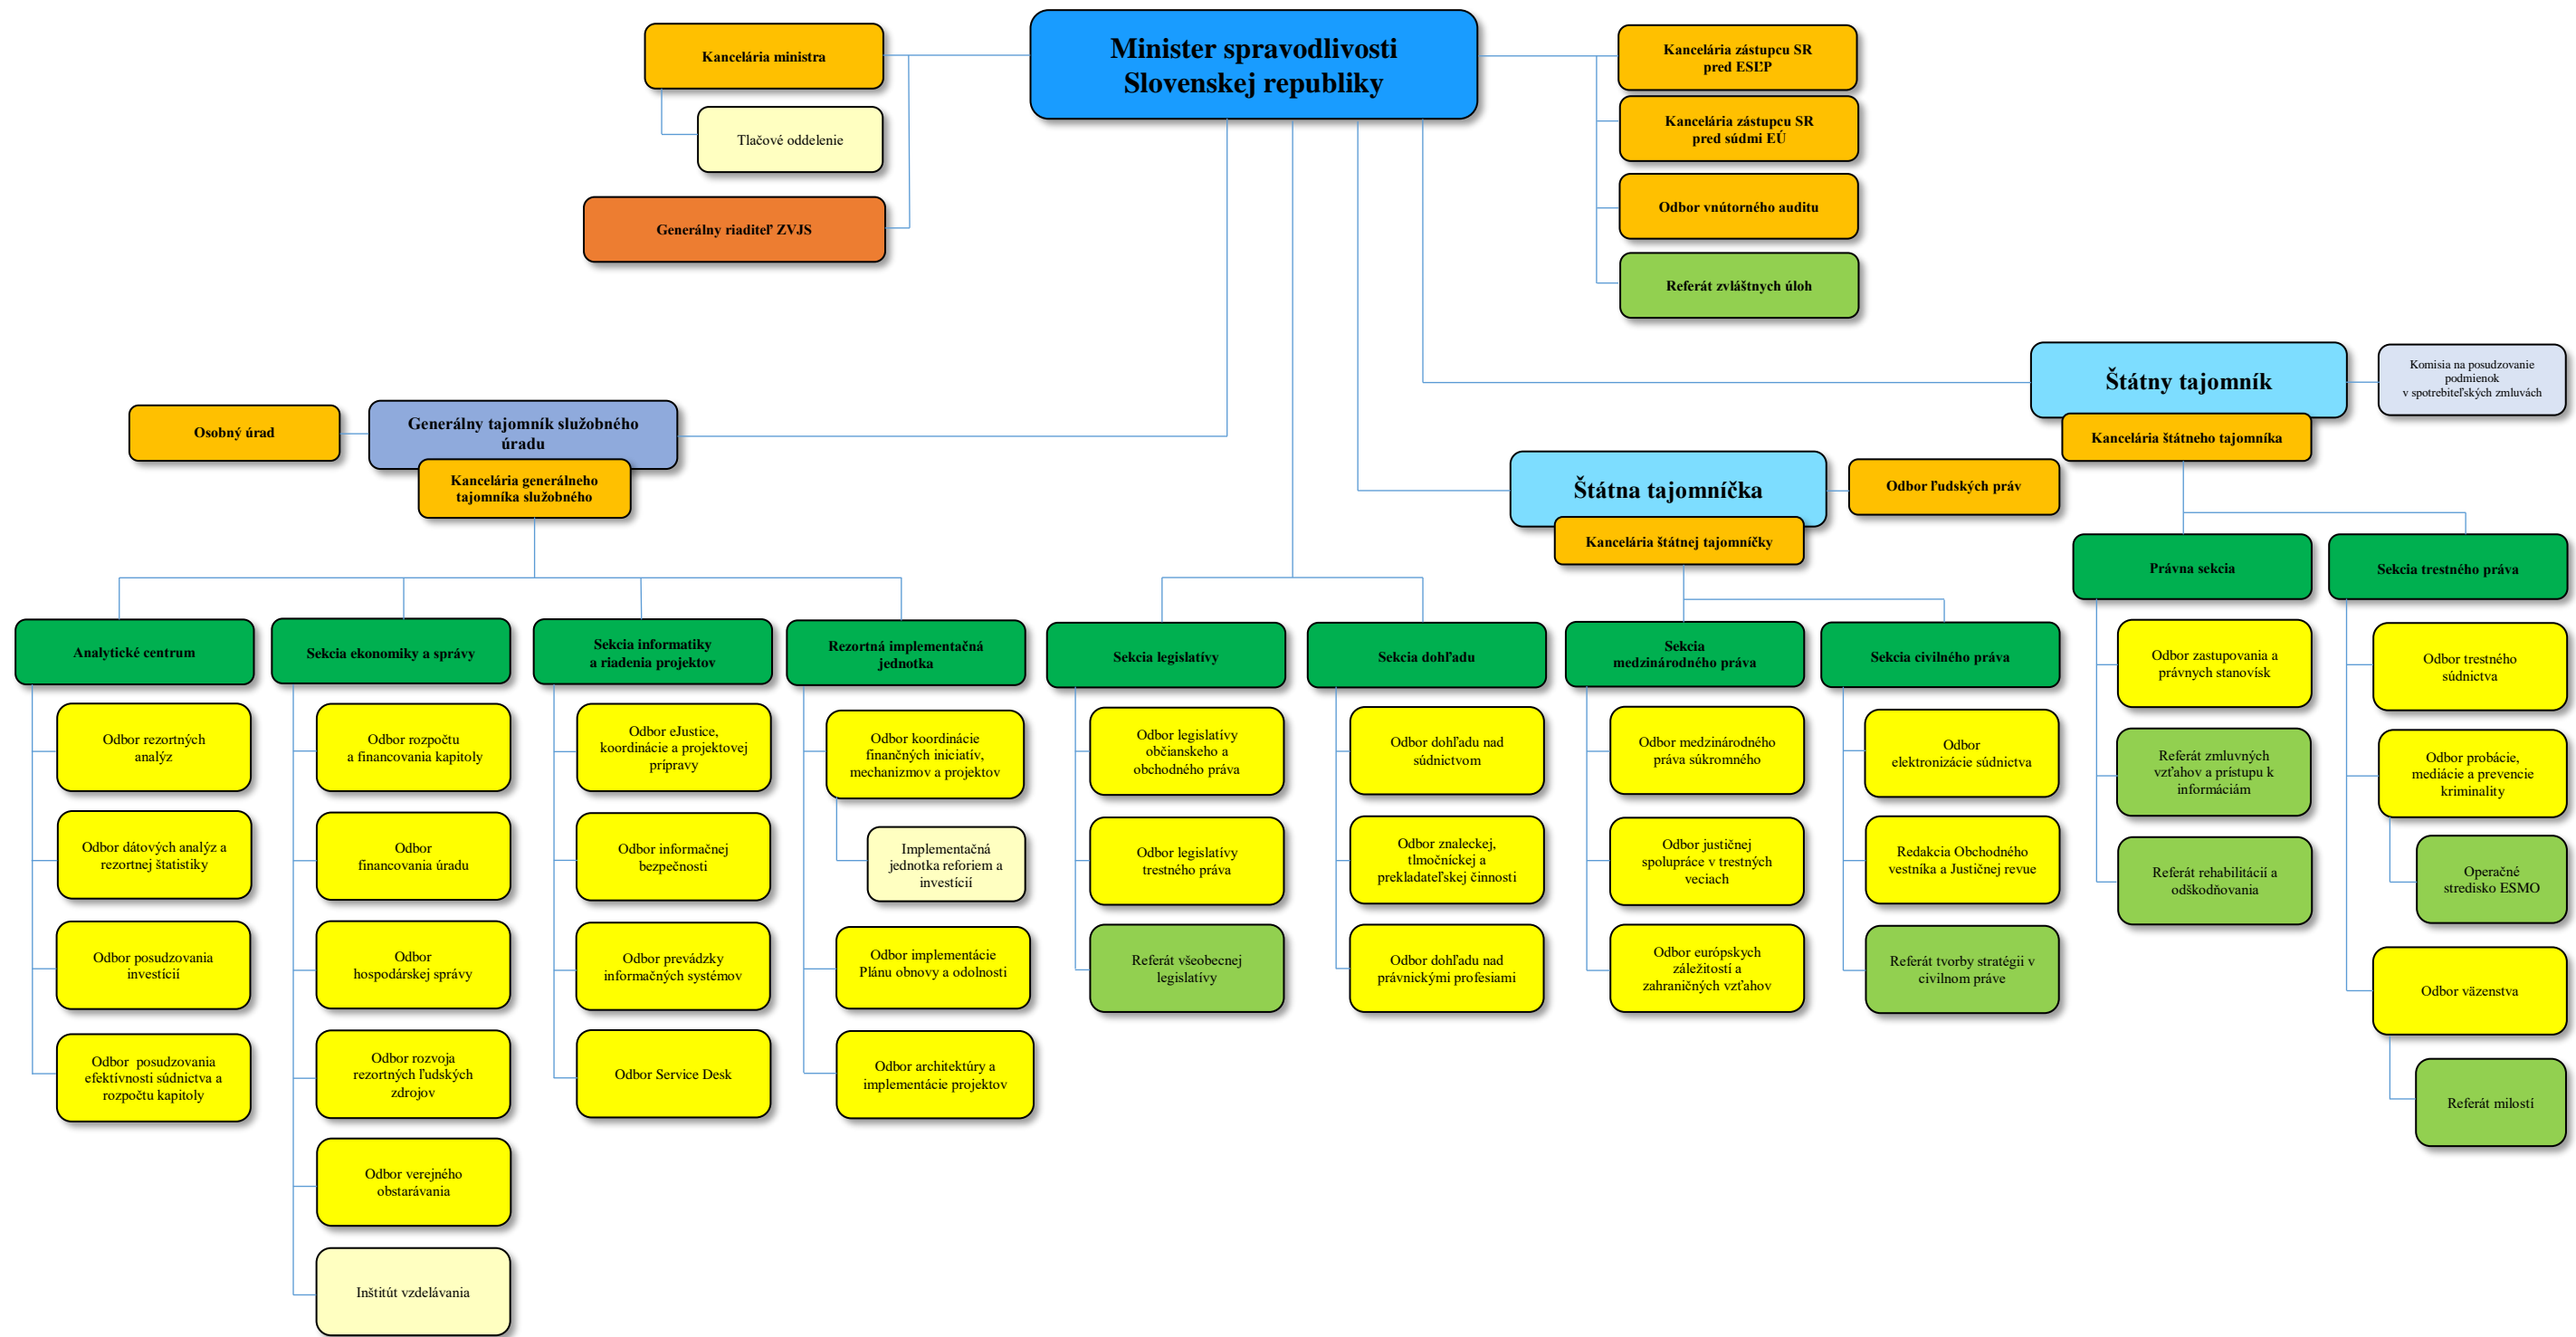 Minister spravodlivosti
Slovenskej republiky
Kancelária ministra
Tlačové oddelenie
Generálny riaditeľ ZVJS
Kancelária zástupcu SR
pred ESĽP
Kancelária zástupcu SR
pred súdmi EÚ
Odbor vnútorného auditu
Referát zvláštnych úloh
Štátny tajomník
Komisia na posudzovanie
podmienok
v spotrebiteľských zmluvách
Kancelária štátneho tajomníka
Osobný úrad
Generálny tajomník služobného
úradu
Kancelária generálneho
tajomníka služobného
Štátna tajomníčka
Odbor ľudských práv
Kancelária štátnej tajomníčky
Právna sekcia
Sekcia trestného práva
Analytické centrum
Sekcia ekonomiky a správy
Sekcia informatiky
a riadenia projektov
Rezortná implementačná
jednotka
Sekcia legislatívy
Sekcia dohľadu
Sekcia
medzinárodného práva
Sekcia civilného práva
Odbor rezortných
analýz
Odbor dátových analýz a
rezortnej štatistiky
Odbor posudzovania
investícií
Odbor  posudzovania
efektívnosti súdnictva a
rozpočtu kapitoly
Odbor rozpočtu
a financovania kapitoly
Odbor
financovania úradu
Odbor
hospodárskej správy
Odbor rozvoja
rezortných ľudských
zdrojov
Odbor verejného
obstarávania
Inštitút vzdelávania
Odbor eJustice,
koordinácie a projektovej
prípravy
Odbor informačnej
bezpečnosti
Odbor prevádzky
informačných systémov
Odbor Service Desk
Odbor koordinácie
finančných iniciatív,
mechanizmov a projektov
Implementačná
jednotka reforiem a
investícií
Odbor implementácie
Plánu obnovy a odolnosti
Odbor architektúry a
implementácie projektov
Odbor legislatívy
občianskeho a
obchodného práva
Odbor legislatívy
trestného práva
Referát všeobecnej
legislatívy
Odbor dohľadu nad
súdnictvom
Odbor znaleckej,
tlmočníckej a
prekladateľskej činnosti
Odbor dohľadu nad
právnickými profesiami
Odbor medzinárodného
práva súkromného
Odbor justičnej
spolupráce v trestných
veciach
Odbor európskych
záležitostí a
zahraničných vzťahov
Odbor
elektronizácie súdnictva
Redakcia Obchodného
vestníka a Justičnej revue
Referát tvorby stratégii v
civilnom práve
Odbor zastupovania a
právnych stanovísk
Referát zmluvných
vzťahov a prístupu k
informáciám
Referát rehabilitácií a
odškodňovania
Odbor trestného
súdnictva
Odbor probácie,
mediácie a prevencie
kriminality
Operačné
stredisko ESMO
Odbor väzenstva
Referát milostí